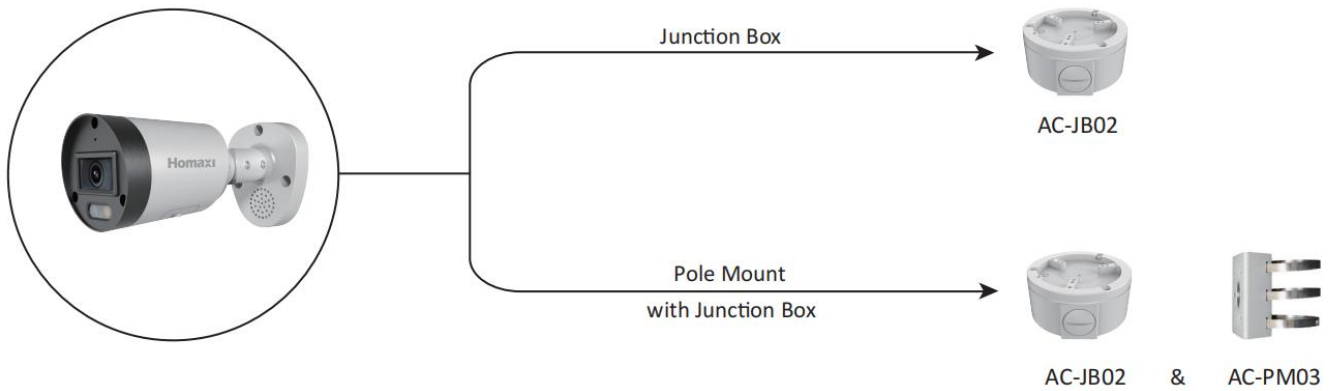 Junction Box
AC-JB02
Homaxi
Pole Mount
with Junction Box
AC-JB02 & AC-PM03